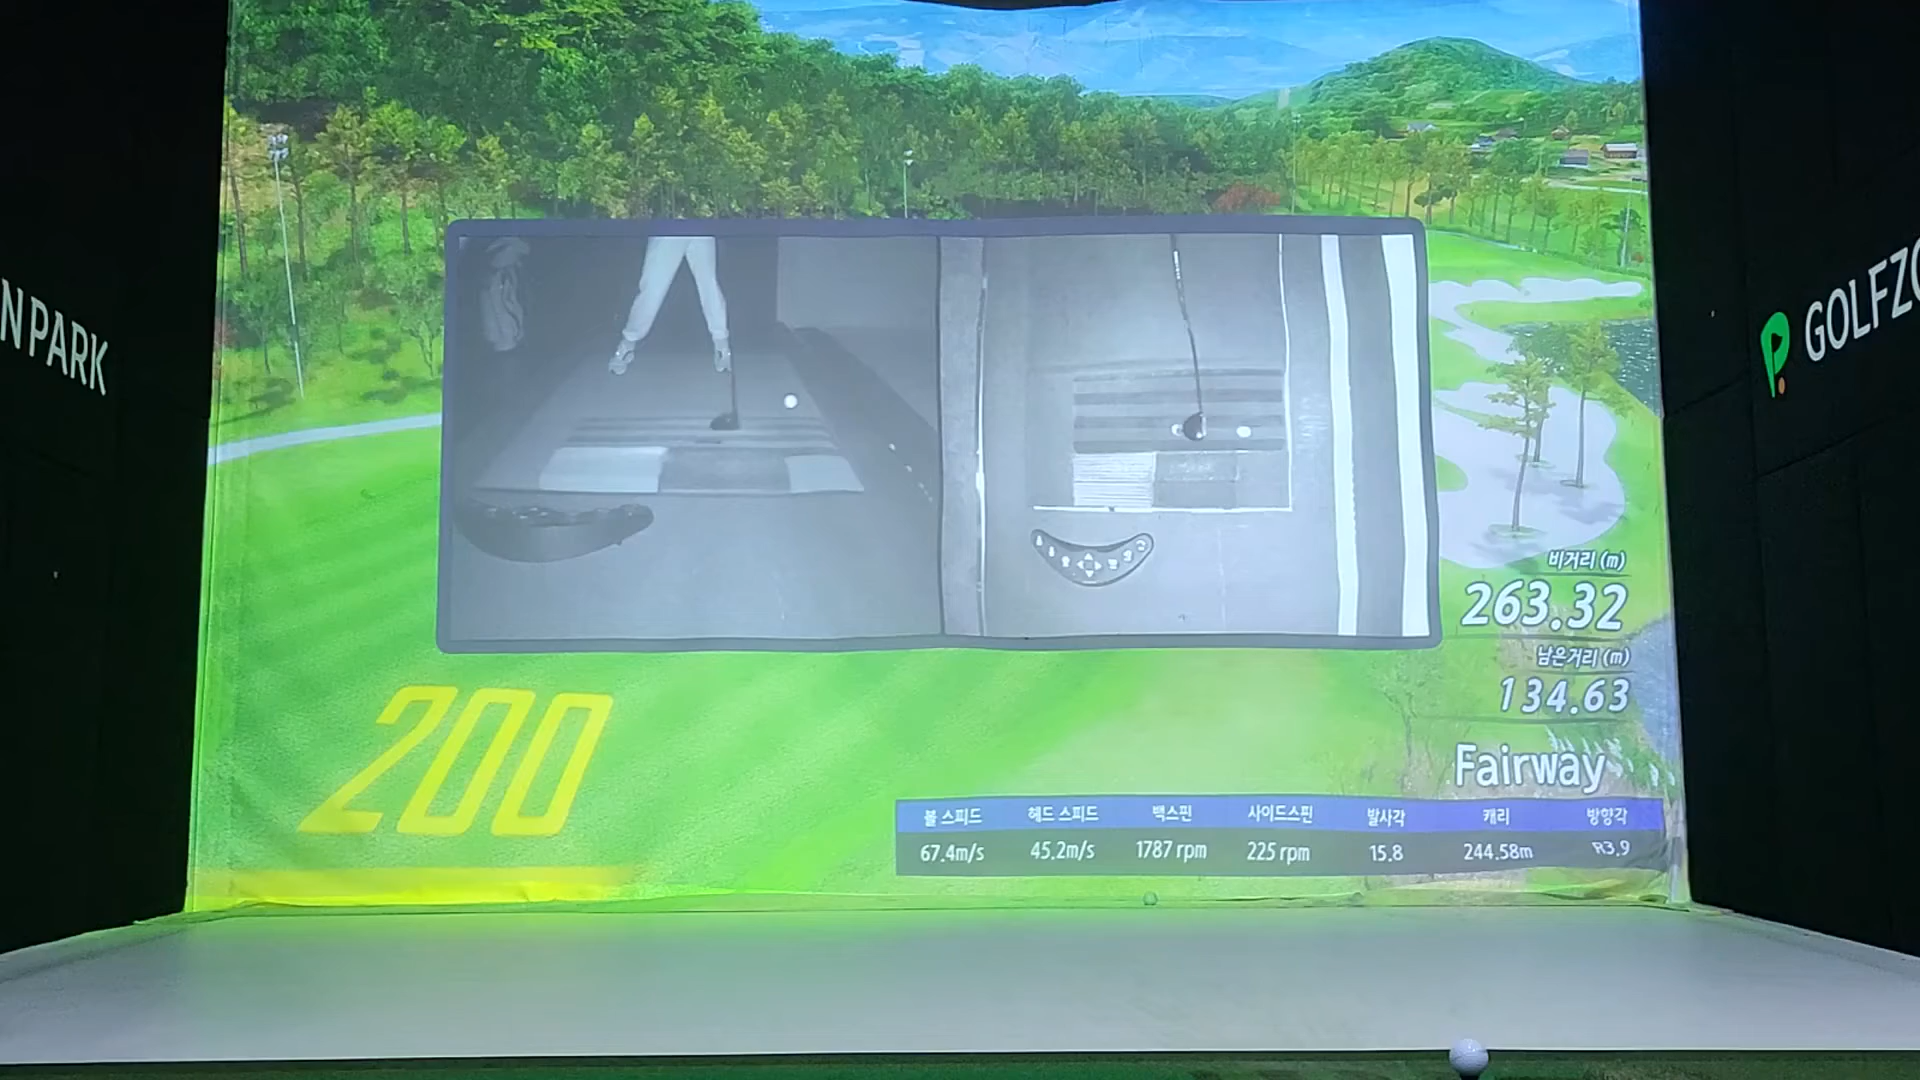 N PARK
GOLFZO
비거리 (m)
263.32
남은거리 (m)
134.63
Fairway
200
볼 스피드 헤드 스피드 백스핀 사이드스핀 발사각 캐리 방향각
67.4m/s 45.2m/s 1787 rpm 225 rpm 15.8 244.58m R3.9